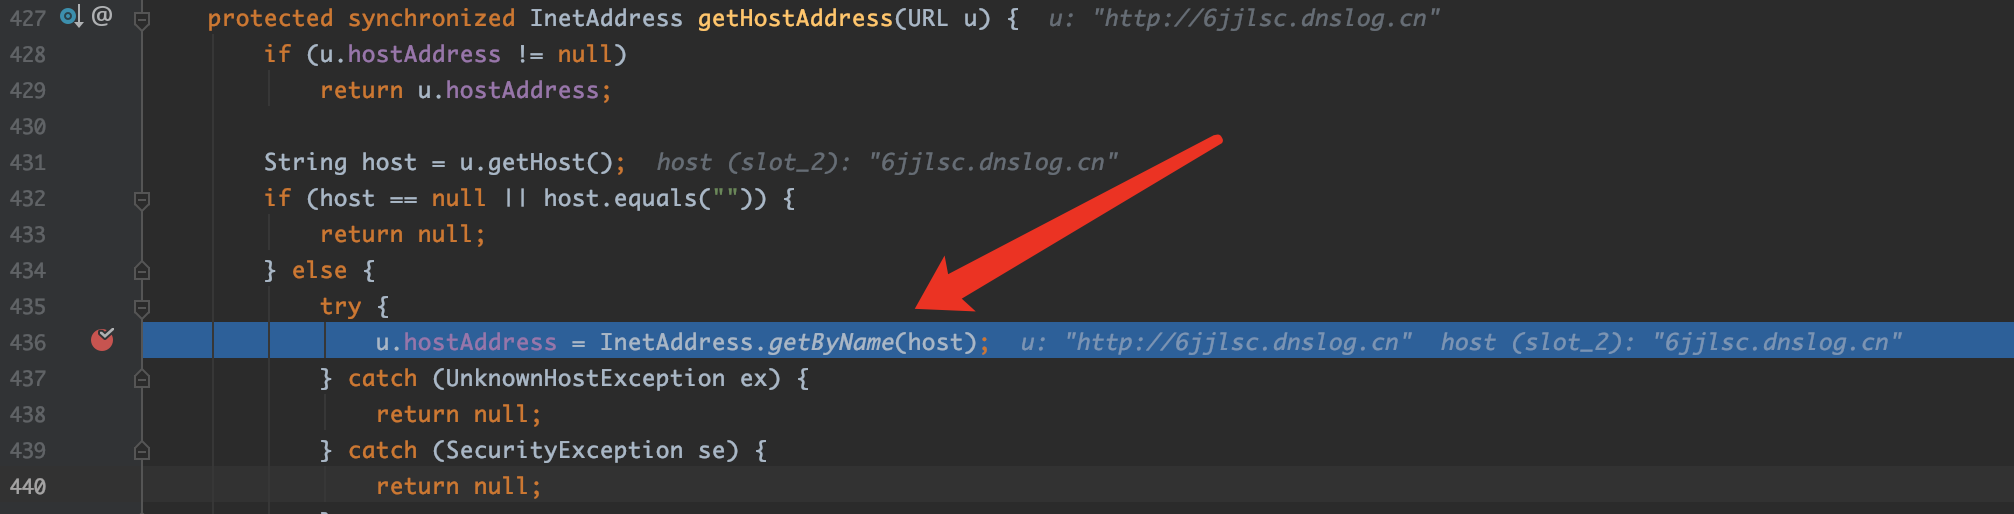 427 @ protected synchronized InetAddress getHostAddress(URL u) { u: "http://6jjlsc.dnslog.cn"
428 if (u.hostAddress != null)
429 return u.hostAddress;
430
431 String host = u.getHost(); host (slot_2): "6jjlsc.dnslog.cn"
432 if (host == null || host.equals("")) {
433 return null;
434 } else {
435 try {
436 u.hostAddress = InetAddress.getByName(host); u: "http://6jjlsc.dnslog.cn" host (slot_2): "6jjlsc.dnslog.cn"
437 } catch (UnknownHostException ex) {
438 return null;
439 } catch (SecurityException se) {
440 return null;